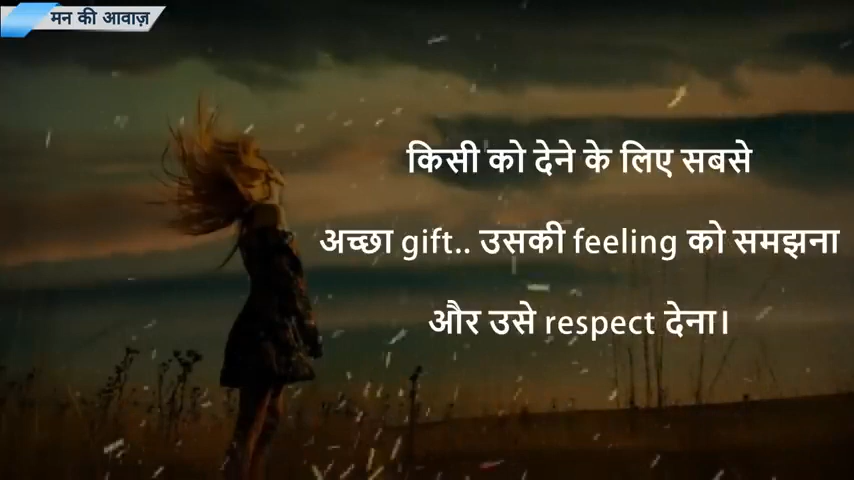 मन की आवाज़
किसी को देने के लिए सबसे
अच्छा gift.. उसकी feeling को समझना
और उसे respect देना।